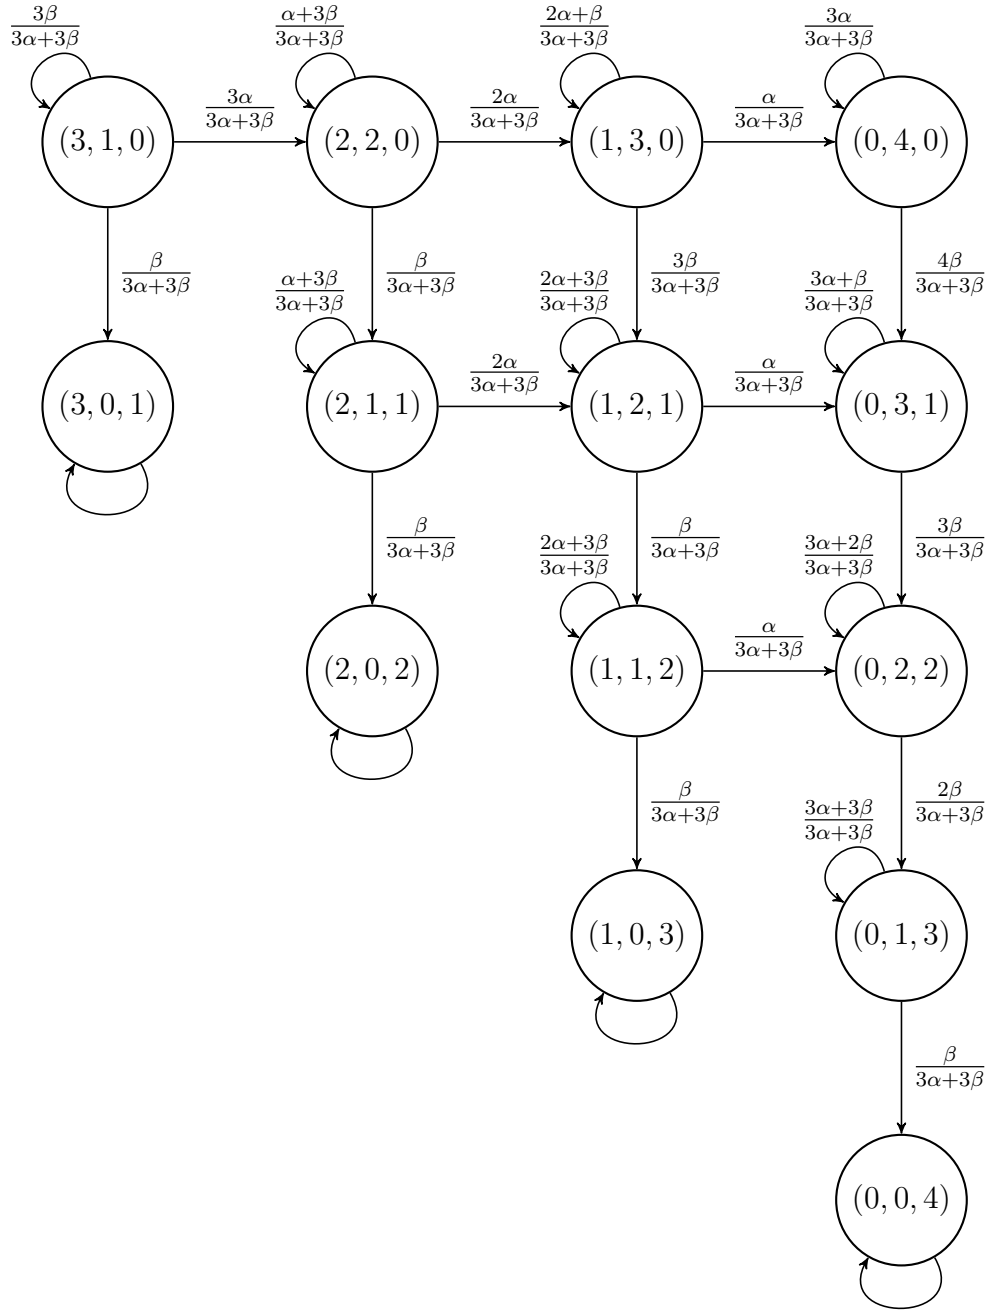 3β/3α+3β
α+3β/3α+3β
2α+β/3α+3β
3α/3α+3β
(3, 1, 0)
3α/3α+3β
(2, 2, 0)
2α/3α+3β
(1, 3, 0)
α/3α+3β
(0, 4, 0)
β/3α+3β
β/3α+3β
3β/3α+3β
4β/3α+3β
α+3β/3α+3β
2α+3β/3α+3β
3α+β/3α+3β
(3, 0, 1)
(2, 1, 1)
2α/3α+3β
(1, 2, 1)
α/3α+3β
(0, 3, 1)
β/3α+3β
β/3α+3β
3β/3α+3β
2α+3β/3α+3β
3α+2β/3α+3β
(2, 0, 2)
(1, 1, 2)
α/3α+3β
(0, 2, 2)
β/3α+3β
2β/3α+3β
3α+3β/3α+3β
(1, 0, 3)
(0, 1, 3)
β/3α+3β
(0, 0, 4)